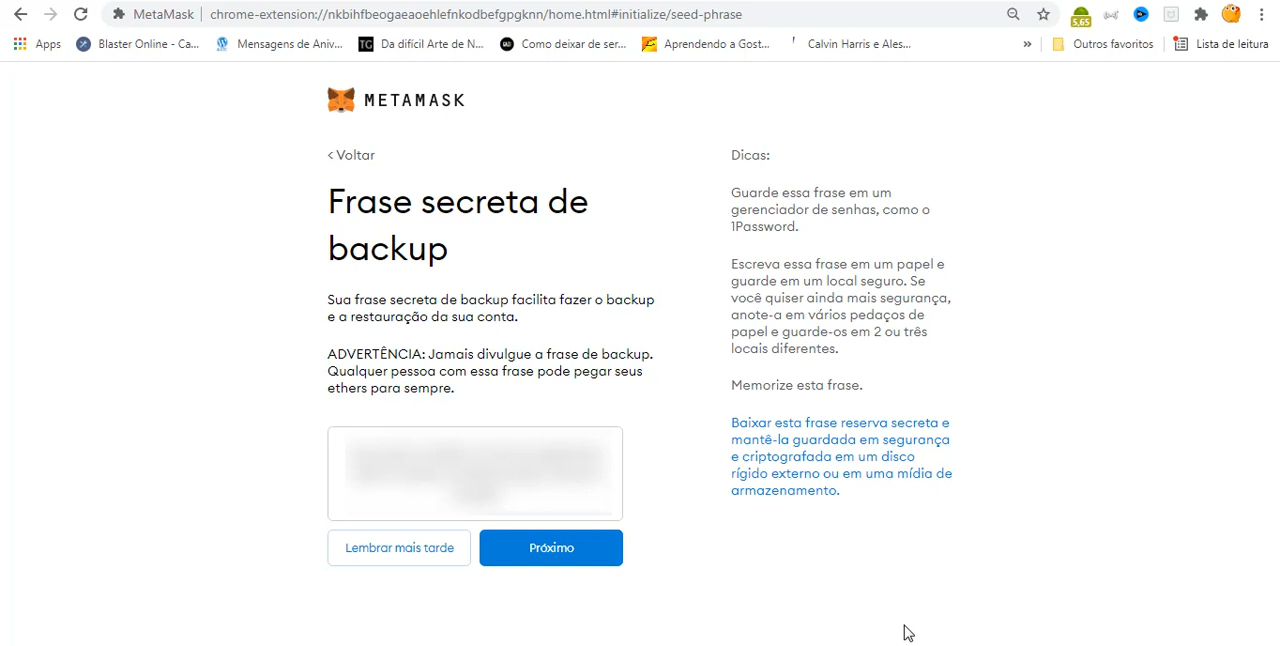 MetaMask
chrome-extension://nkbihfbeogaeaoehlefnkodbefgpgknn/home.html#initialize/seed-phrase
5,65
Apps
Blaster Online - Ca...
Mensagens de Aniv...
TG
Da difícil Arte de N...
Como deixar de ser...
Aprendendo a Gost...
Calvin Harris e Ales...
»
Outros favoritos
Lista de leitura
METAMASK
< Voltar
Frase secreta de
backup
Sua frase secreta de backup facilita fazer o backup
e a restauração da sua conta.
ADVERTÊNCIA: Jamais divulgue a frase de backup.
Qualquer pessoa com essa frase pode pegar seus
ethers para sempre.
Lembrar mais tarde
Próximo
Dicas:
Guarde essa frase em um
gerenciador de senhas, como o
1Password.
Escreva essa frase em um papel e
guarde em um local seguro. Se
você quiser ainda mais segurança,
anote-a em vários pedaços de
papel e guarde-os em 2 ou três
locais diferentes.
Memorize esta frase.
Baixar esta frase reserva secreta e
mantê-la guardada em segurança
e criptografada em um disco
rígido externo ou em uma mídia de
armazenamento.